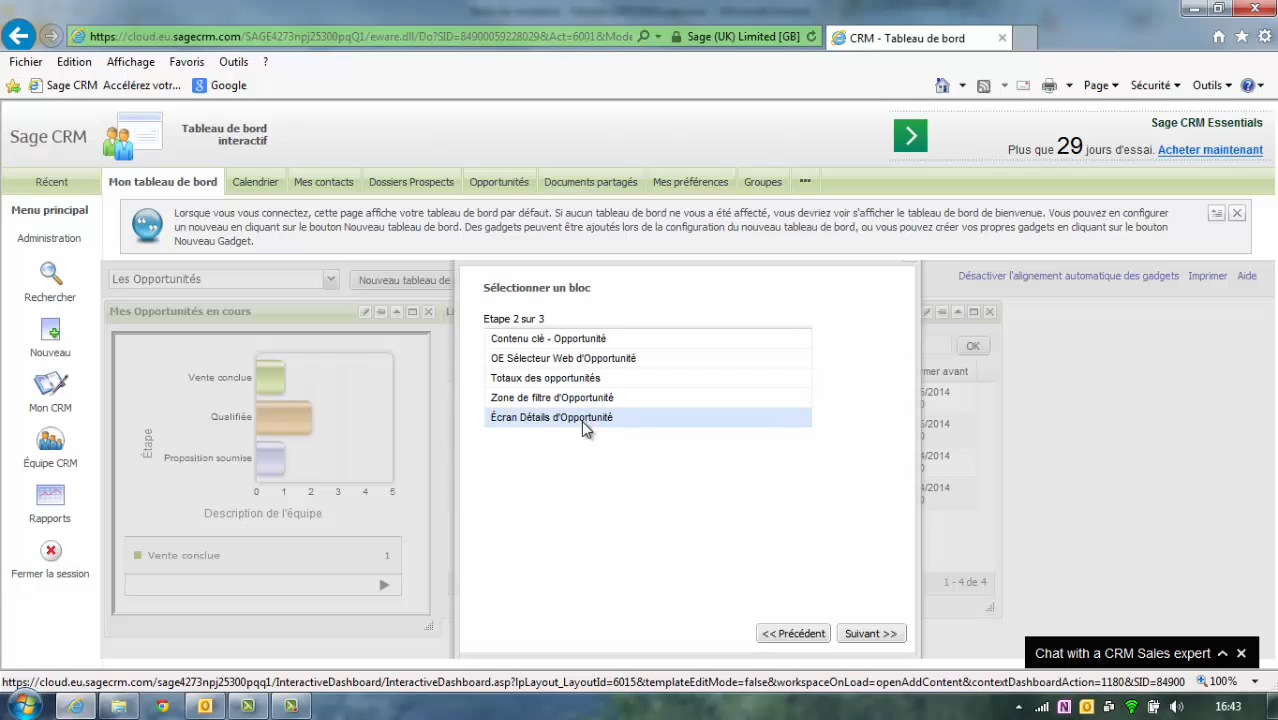 https://cloud.eu.sagecrm.com/SAGE4273npj25300pqQ1/eware.dll/Do?SID=84900059228029&Act=6001&Mode
Sage (UK) Limited [GB]
CRM - Tableau de bord
Fichier Edition Affichage Favoris Outils ?
Sage CRM Accélérez votr... Google
Page Sécurité Outils
Sage CRM
Tableau de bord
interactif
Sage CRM Essentials
Plus que 29 jours d'essai. Acheter maintenant
Récent Mon tableau de bord Calendrier Mes contacts Dossiers Prospects Opportunités Documents partagés Mes préférences Groupes ...
Menu principal
Administration
Rechercher
Nouveau
Mon CRM
Équipe CRM
Rapports
Fermer la session
Lorsque vous vous connectez, cette page affiche votre tableau de bord par défaut. Si aucun tableau de bord ne vous a été affecté, vous devriez voir s'afficher le tableau de bord de bienvenue. Vous pouvez en configurer
un nouveau en cliquant sur le bouton Nouveau tableau de bord. Des gadgets peuvent être ajoutés lors de la configuration du nouveau tableau de bord, ou vous pouvez créer vos propres gadgets en cliquant sur le bouton
Nouveau Gadget.
Les Opportunités
Nouveau tableau de
Désactiver l'alignement automatique des gadgets Imprimer Aide
Mes Opportunités en cours
Vente conclue
Qualifiée
Proposition soumise
Étape
0 1 2 3 4 5
Description de l'équipe
Vente conclue 1
Sélectionner un bloc
Etape 2 sur 3
Contenu clé - Opportunité
OE Sélecteur Web d'Opportunité
Totaux des opportunités
Zone de filtre d'Opportunité
Écran Détails d'Opportunité
<< Précédent Suivant >>
OK
mer avant
/2014
0
/2014
0
/2014
0
/2014
0
1 - 4 de 4
Chat with a CRM Sales expert
https://cloud.eu.sagecrm.com/sage4273npj25300pqq1/InteractiveDashboard/InteractiveDashboard.asp?lpLayout_LayoutId=6015&templateEditMode=false&workspaceOnLoad=openAddContent&contextDashboardAction=1180&SID=84900
100%
16:43